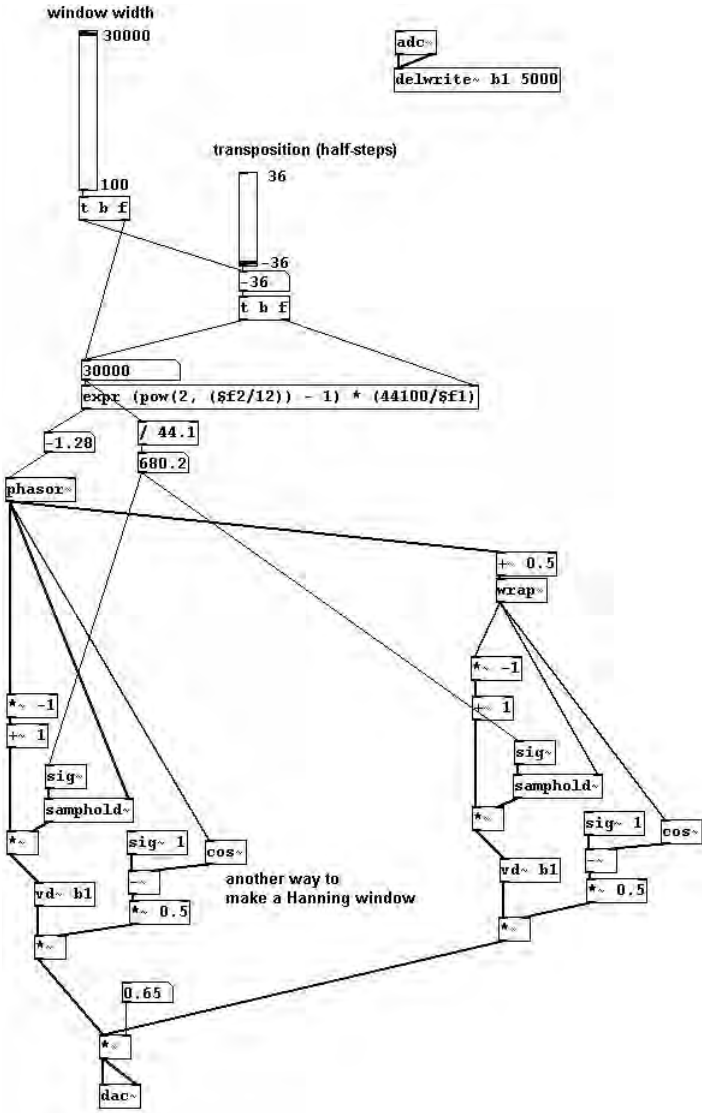 window width
30000
adc~
delwrite~ b1 5000
transposition (half-steps)
36
100
t b f
-36
-36
t b f
30000
expr (pow(2, ($f2/12)) - 1) * (44100/$f1)
-1.28
/ 44.1
680.2
phasor~
+~ 0.5
wrap~
*~ -1
*~ -1
+~ 1
+~ 1
sig~
sig~
samphold~
samphold~
*~
sig~ 1
cos~
*~
sig~ 1
cos~
-~
-~
vd~ b1
another way to
make a Hanning window
vd~ b1
*~ 0.5
*~ 0.5
*~
*~
0.65
*~
dac~